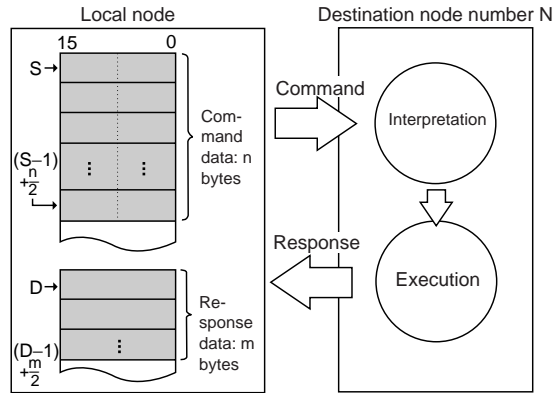 Local node
Destination node number N
15 0
S
Com-
mand
data: n
bytes
(S–1)
+n/2
Command
Interpretation
Response
Execution
D
Re-
sponse
data: m
bytes
(D–1)
+m/2